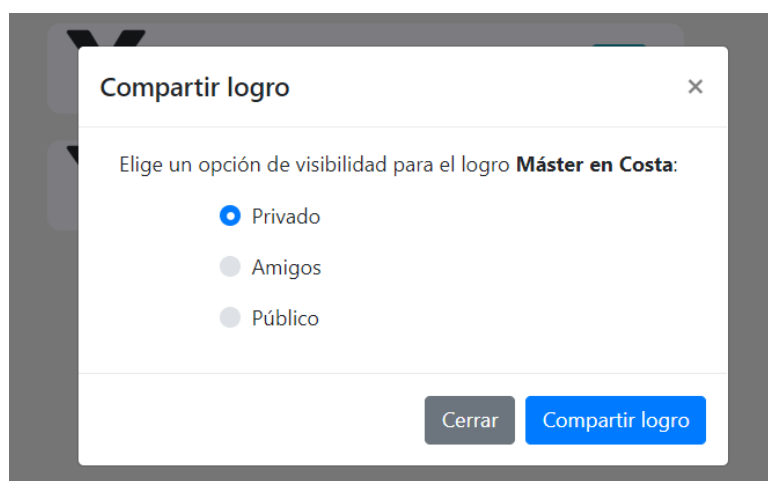 Compartir logro ×
Elige un opción de visibilidad para el logro Máster en Costa:
Privado
Amigos
Público
Cerrar Compartir logro